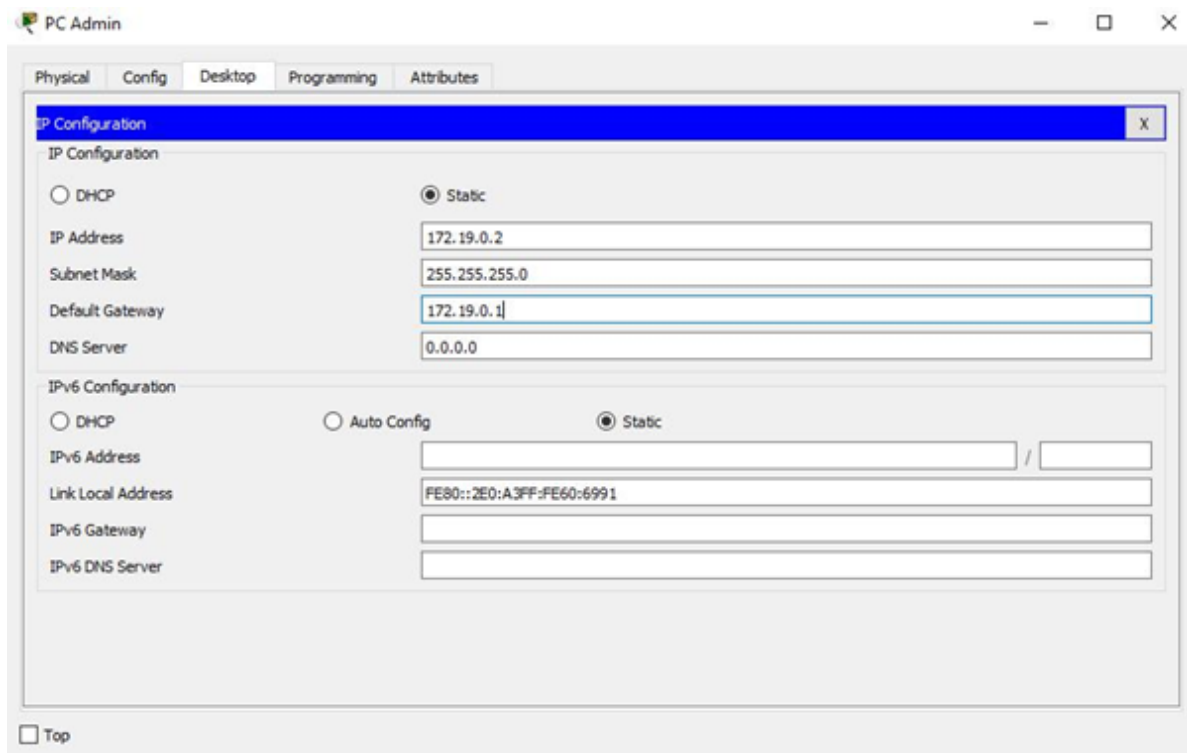 PC Admin
Physical Config Desktop Programming Attributes
IP Configuration X
IP Configuration
DHCP Static
IP Address 172.19.0.2
Subnet Mask 255.255.255.0
Default Gateway 172.19.0.1
DNS Server 0.0.0.0
IPv6 Configuration
DHCP Auto Config Static
IPv6 Address /
Link Local Address FE80::2E0:A3FF:FE60:6991
IPv6 Gateway
IPv6 DNS Server
Top